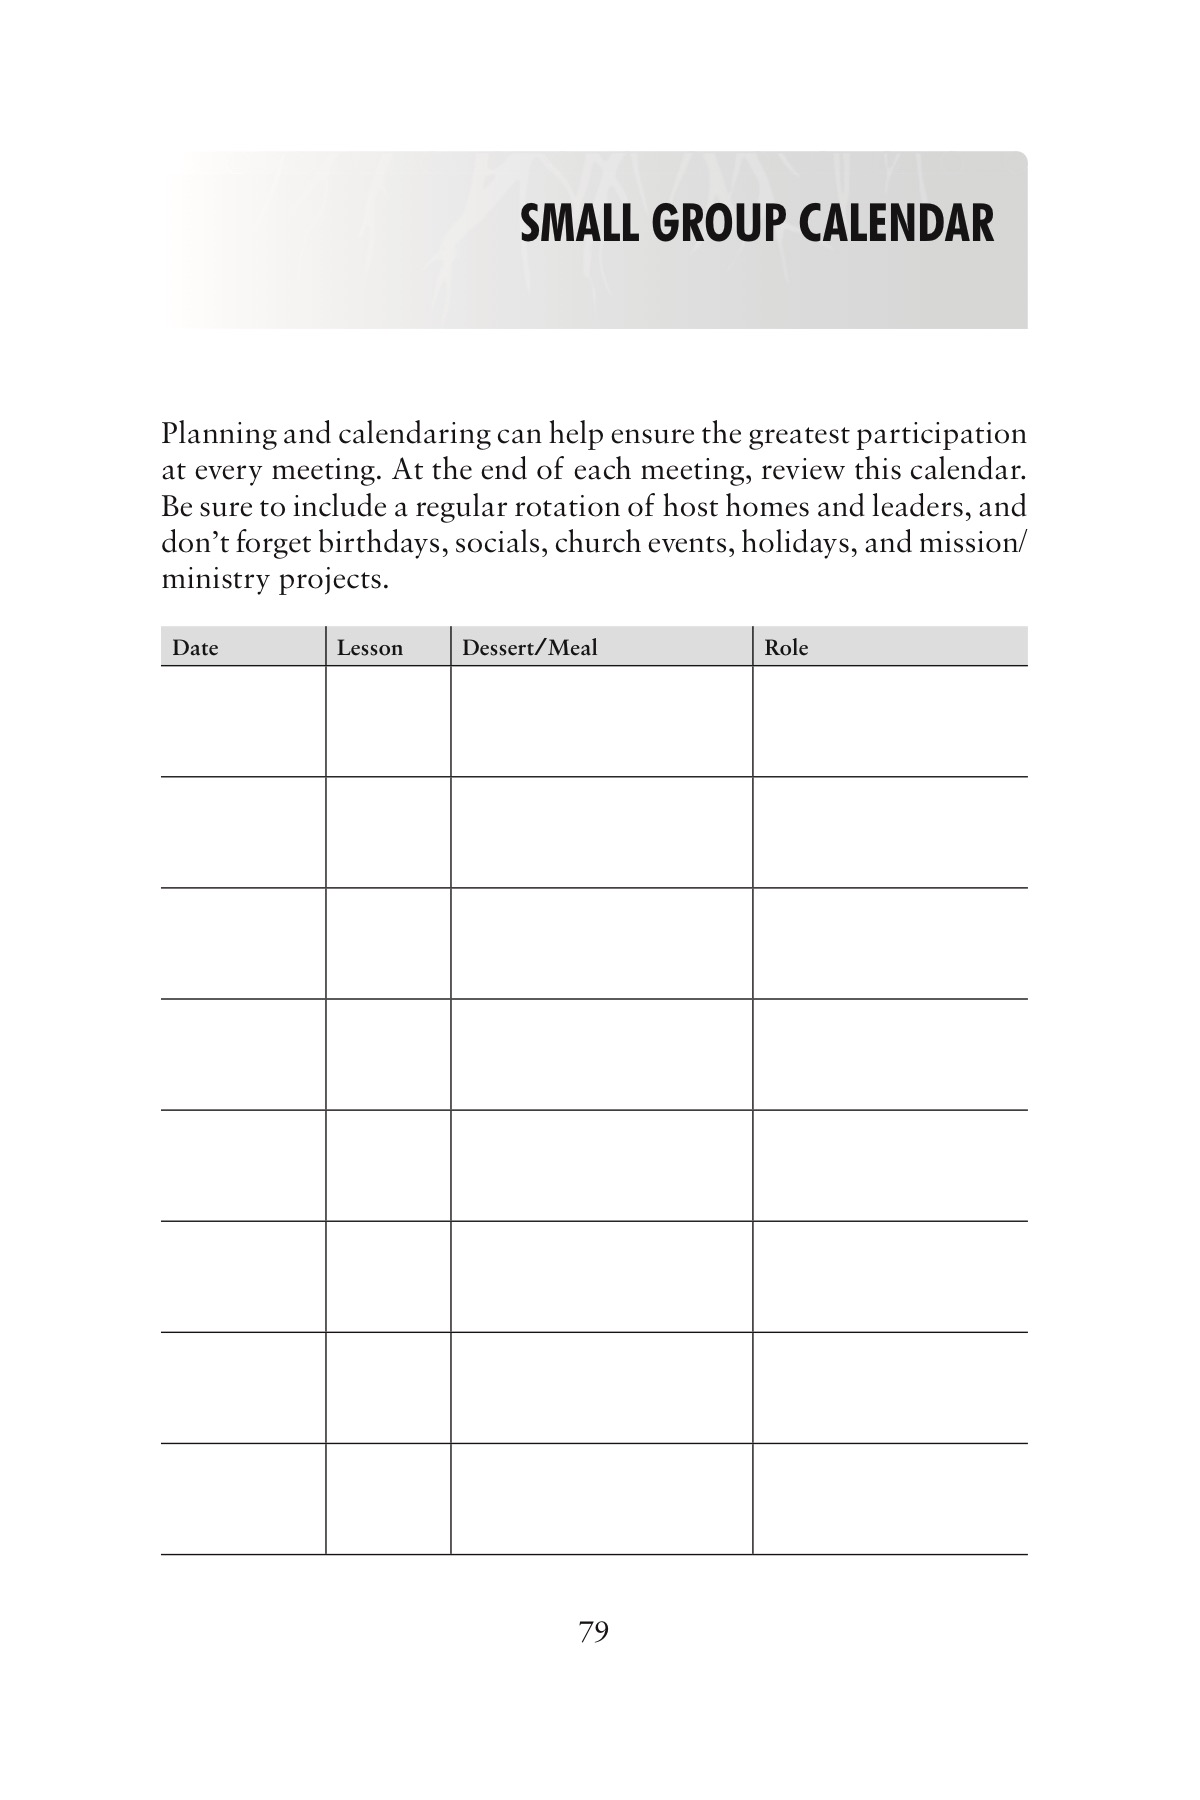 SMALL GROUP CALENDAR
Planning and calendaring can help ensure the greatest participation
at every meeting. At the end of each meeting, review this calendar.
Be sure to include a regular rotation of host homes and leaders, and
don’t forget birthdays, socials, church events, holidays, and mission/
ministry projects.
Date Lesson Dessert/Meal Role
79